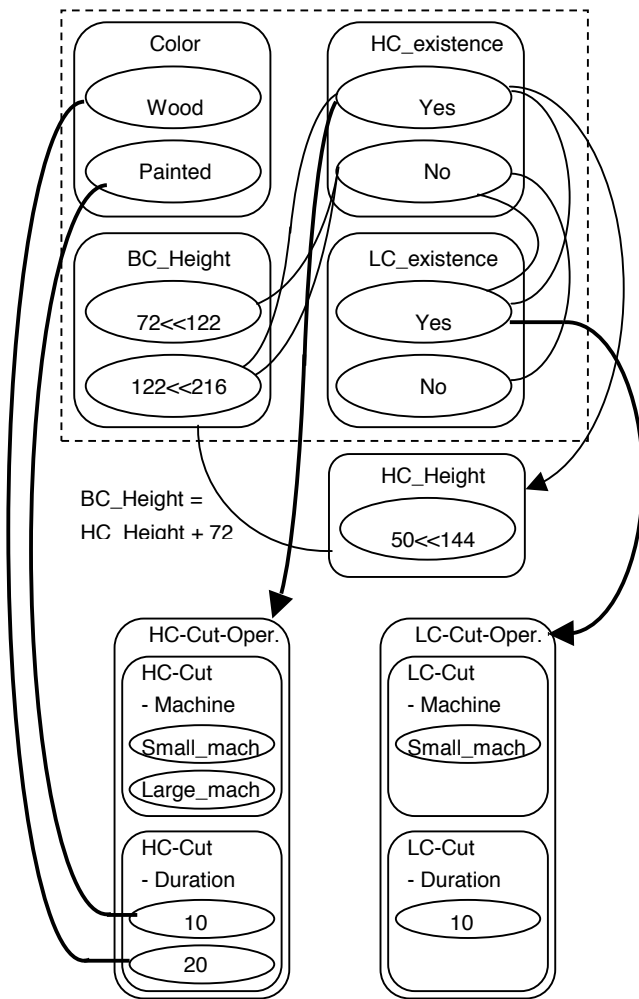 Color
Wood
Painted
HC_existence
Yes
No
BC_Height
72<<122
122<<216
LC_existence
Yes
No
BC_Height =
HC_Height + 72
HC_Height
50<<144
HC-Cut-Oper.
HC-Cut
- Machine
Small_mach
Large_mach
HC-Cut
- Duration
10
20
LC-Cut-Oper.
LC-Cut
- Machine
Small_mach
LC-Cut
- Duration
10